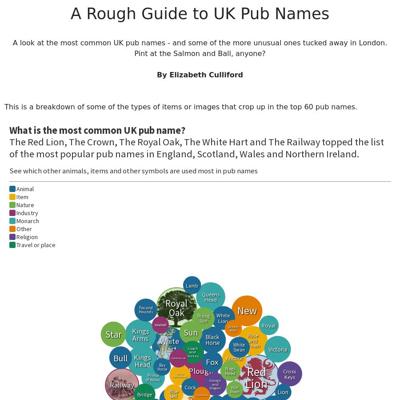 A Rough Guide to UK Pub Names
A look at the most common UK pub names - and some of the more unusual ones tucked away in London.
Pint at the Salmon and Ball, anyone?
By Elizabeth Culliford
This is a breakdown of some of the types of items or images that crop up in the top 60 pub names.
What is the most common UK pub name?
The Red Lion, The Crown, The Royal Oak, The White Hart and The Railway topped the list
of the most popular pub names in England, Scotland, Wales and Northern Ireland.
See which other animals, items and other symbols are used most in pub names
Animal
Item
Nature
Industry
Monarch
Other
Religion
Travel or place
Lamb
Queens
Head
Royal
Oak
New
White
Lion
Royal
Star
Kings
Arms
Sun
Black
Horse
White
Swan
Victoria
Bull
Kings
Head
Fox
Plough
Red
Lion
Cross
Keys
Railway
Cock
Lion
Bridge